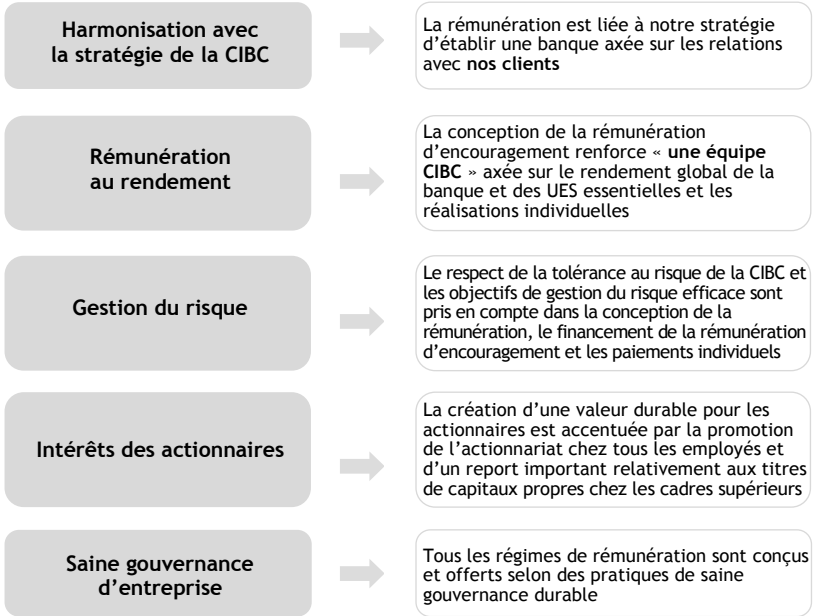 Harmonisation avec
la stratégie de la CIBC
La rémunération est liée à notre stratégie
d’établir une banque axée sur les relations
avec nos clients
Rémunération
au rendement
La conception de la rémunération
d’encouragement renforce « une équipe
CIBC » axée sur le rendement global de la
banque et des UES essentielles et les
réalisations individuelles
Gestion du risque
Le respect de la tolérance au risque de la CIBC et
les objectifs de gestion du risque efficace sont
pris en compte dans la conception de la
rémunération, le financement de la rémunération
d’encouragement et les paiements individuels
Intérêts des actionnaires
La création d’une valeur durable pour les
actionnaires est accentuée par la promotion
de l’actionnariat chez tous les employés et
d’un report important relativement aux titres
de capitaux propres chez les cadres supérieurs
Saine gouvernance
d’entreprise
Tous les régimes de rémunération sont conçus
et offerts selon des pratiques de saine
gouvernance durable